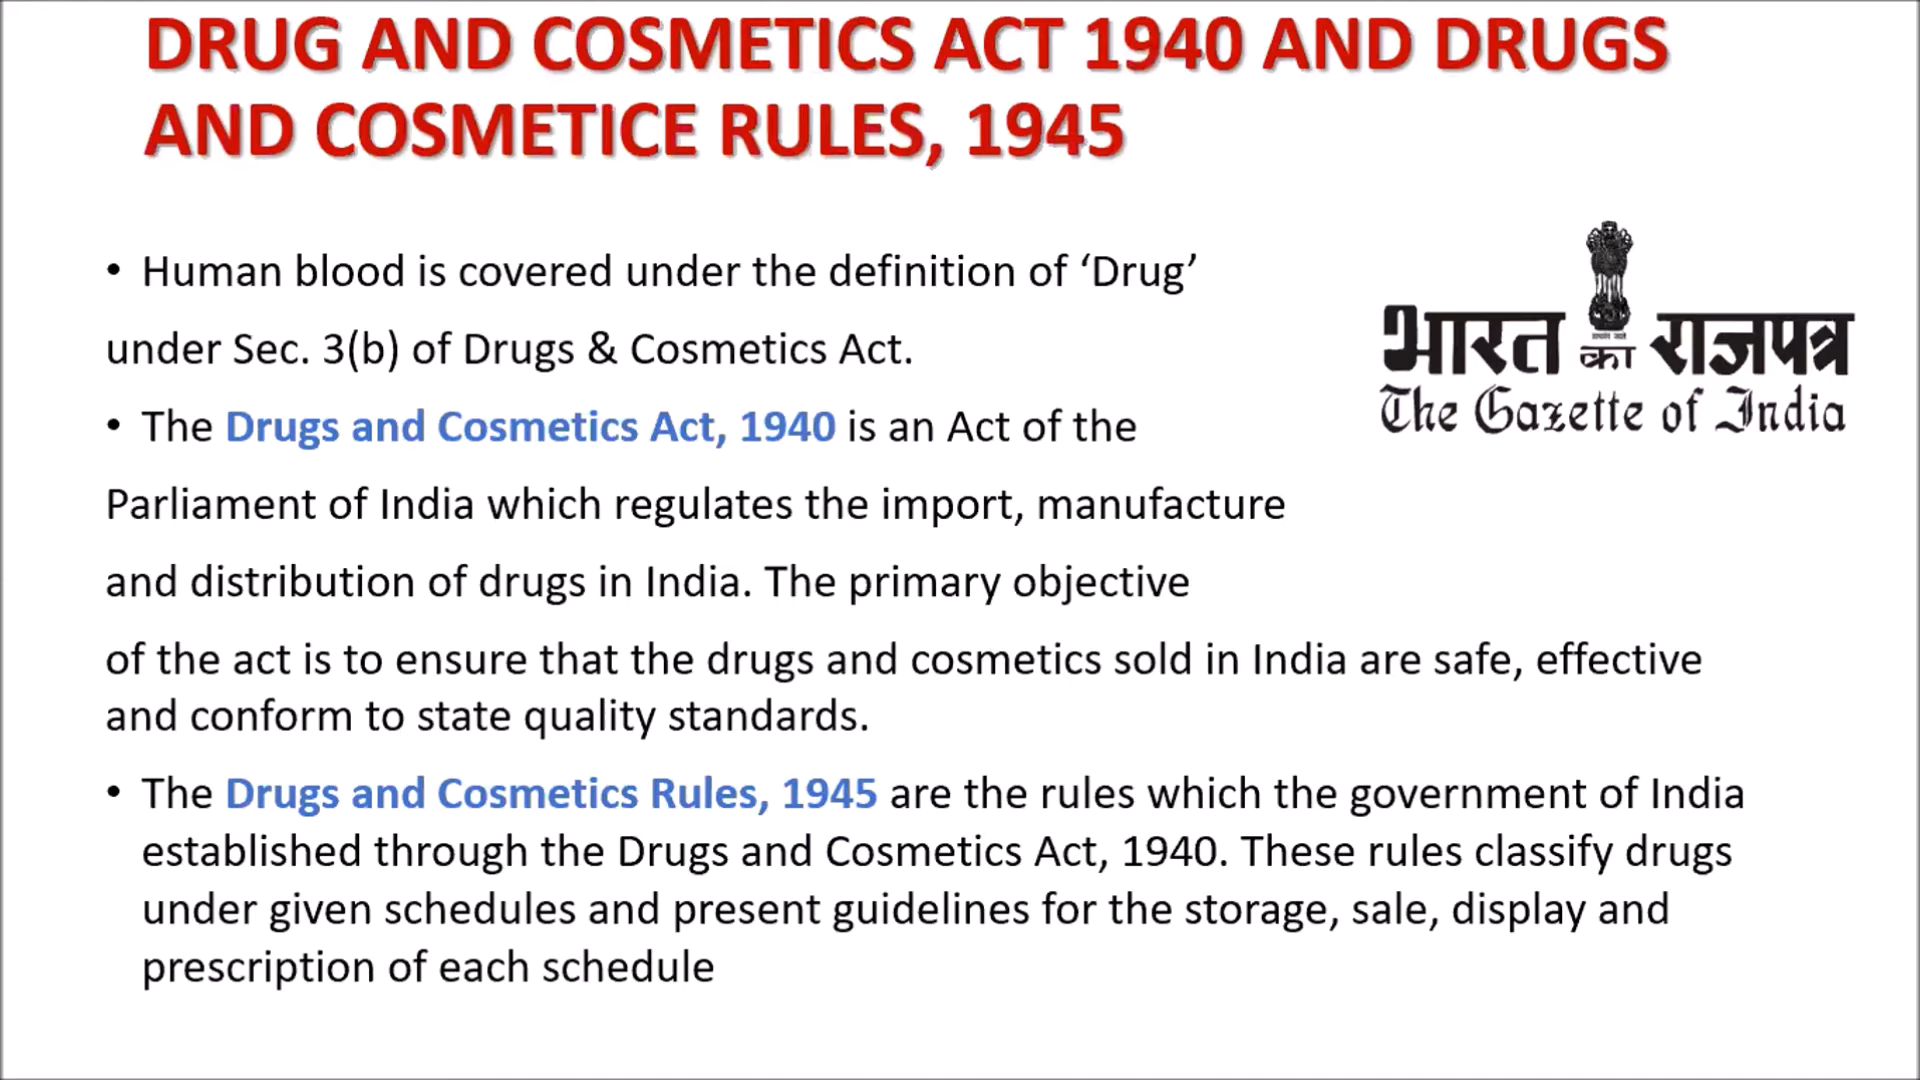 DRUG AND COSMETICS ACT 1940 AND DRUGS
AND COSMETICE RULES, 1945
• Human blood is covered under the definition of ‘Drug’
under Sec. 3(b) of Drugs & Cosmetics Act.
• The Drugs and Cosmetics Act, 1940 is an Act of the
Parliament of India which regulates the import, manufacture
and distribution of drugs in India. The primary objective
of the act is to ensure that the drugs and cosmetics sold in India are safe, effective
and conform to state quality standards.
• The Drugs and Cosmetics Rules, 1945 are the rules which the government of India
established through the Drugs and Cosmetics Act, 1940. These rules classify drugs
under given schedules and present guidelines for the storage, sale, display and
prescription of each schedule
भारत का राजपत्र
The Gazette of India